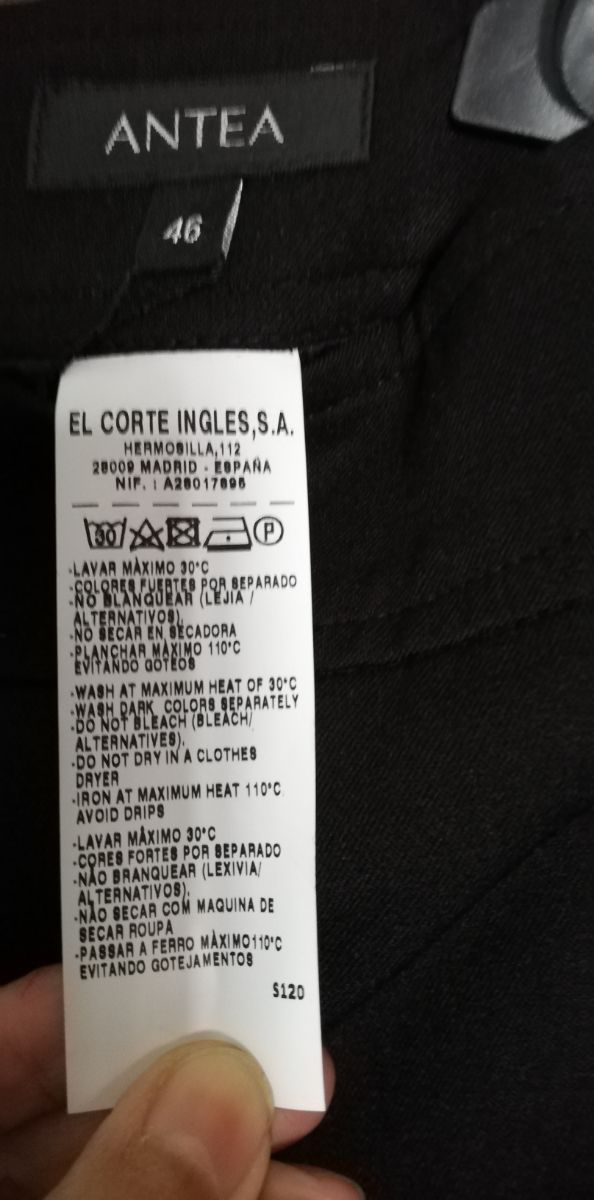 ANTEA
46
EL CORTE INGLES,S.A.
HERMOSILLA,112
28009 MADRID - ESPAÑA
NIF. : A28017895
30 P
-LAVAR MÀXIMO 30°C
-COLORES FUERTES POR SEPARADO
-NO BLANQUEAR (LEJIA /
ALTERNATIVOS).
-NO SECAR EN SECADORA
-PLANCHAR MÀXIMO 110°C
EVITANDO GOTEOS
-WASH AT MAXIMUM HEAT OF 30°C
-WASH DARK COLORS SEPARATELY
-DO NOT BLEACH (BLEACH/
ALTERNATIVES).
-DO NOT DRY IN A CLOTHES
DRYER
-IRON AT MAXIMUM HEAT 110°C
AVOID DRIPS
-LAVAR MÀXIMO 30°C
-CORES FORTES POR SEPARADO
-NÃO BRANQUEAR (LEXIVIA/
ALTERNATIVOS).
-NÃO SECAR COM MAQUINA DE
SECAR ROUPA
-PASSAR A FERRO MÀXIMO110°C
EVITANDO GOTEJAMENTOS
S120